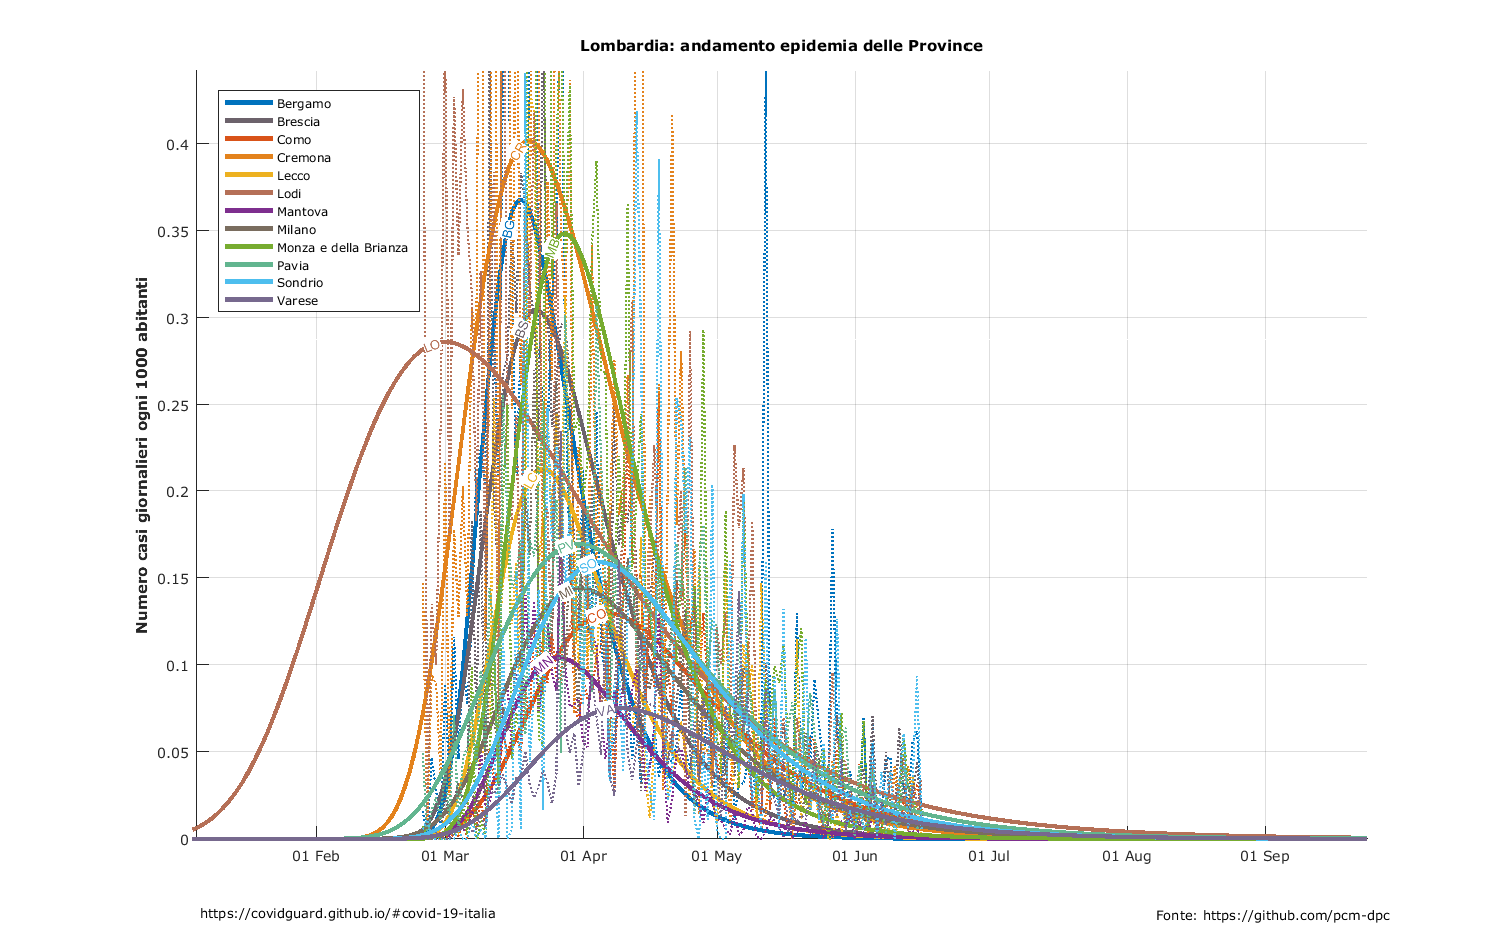 Lombardia: andamento epidemia delle Province
Numero casi giornalieri ogni 1000 abitanti
0.4
0.35
0.3
0.25
0.2
0.15
0.1
0.05
0
Bergamo
Brescia
Como
Cremona
Lecco
Lodi
Mantova
Milano
Monza e della Brianza
Pavia
Sondrio
Varese
CR
BG
MB
BS
LO
LC
PV
SO
MI
CO
MN
VA
01 Feb
01 Mar
01 Apr
01 May
01 Jun
01 Jul
01 Aug
01 Sep
https://covidguard.github.io/#covid-19-italia
Fonte: https://github.com/pcm-dpc